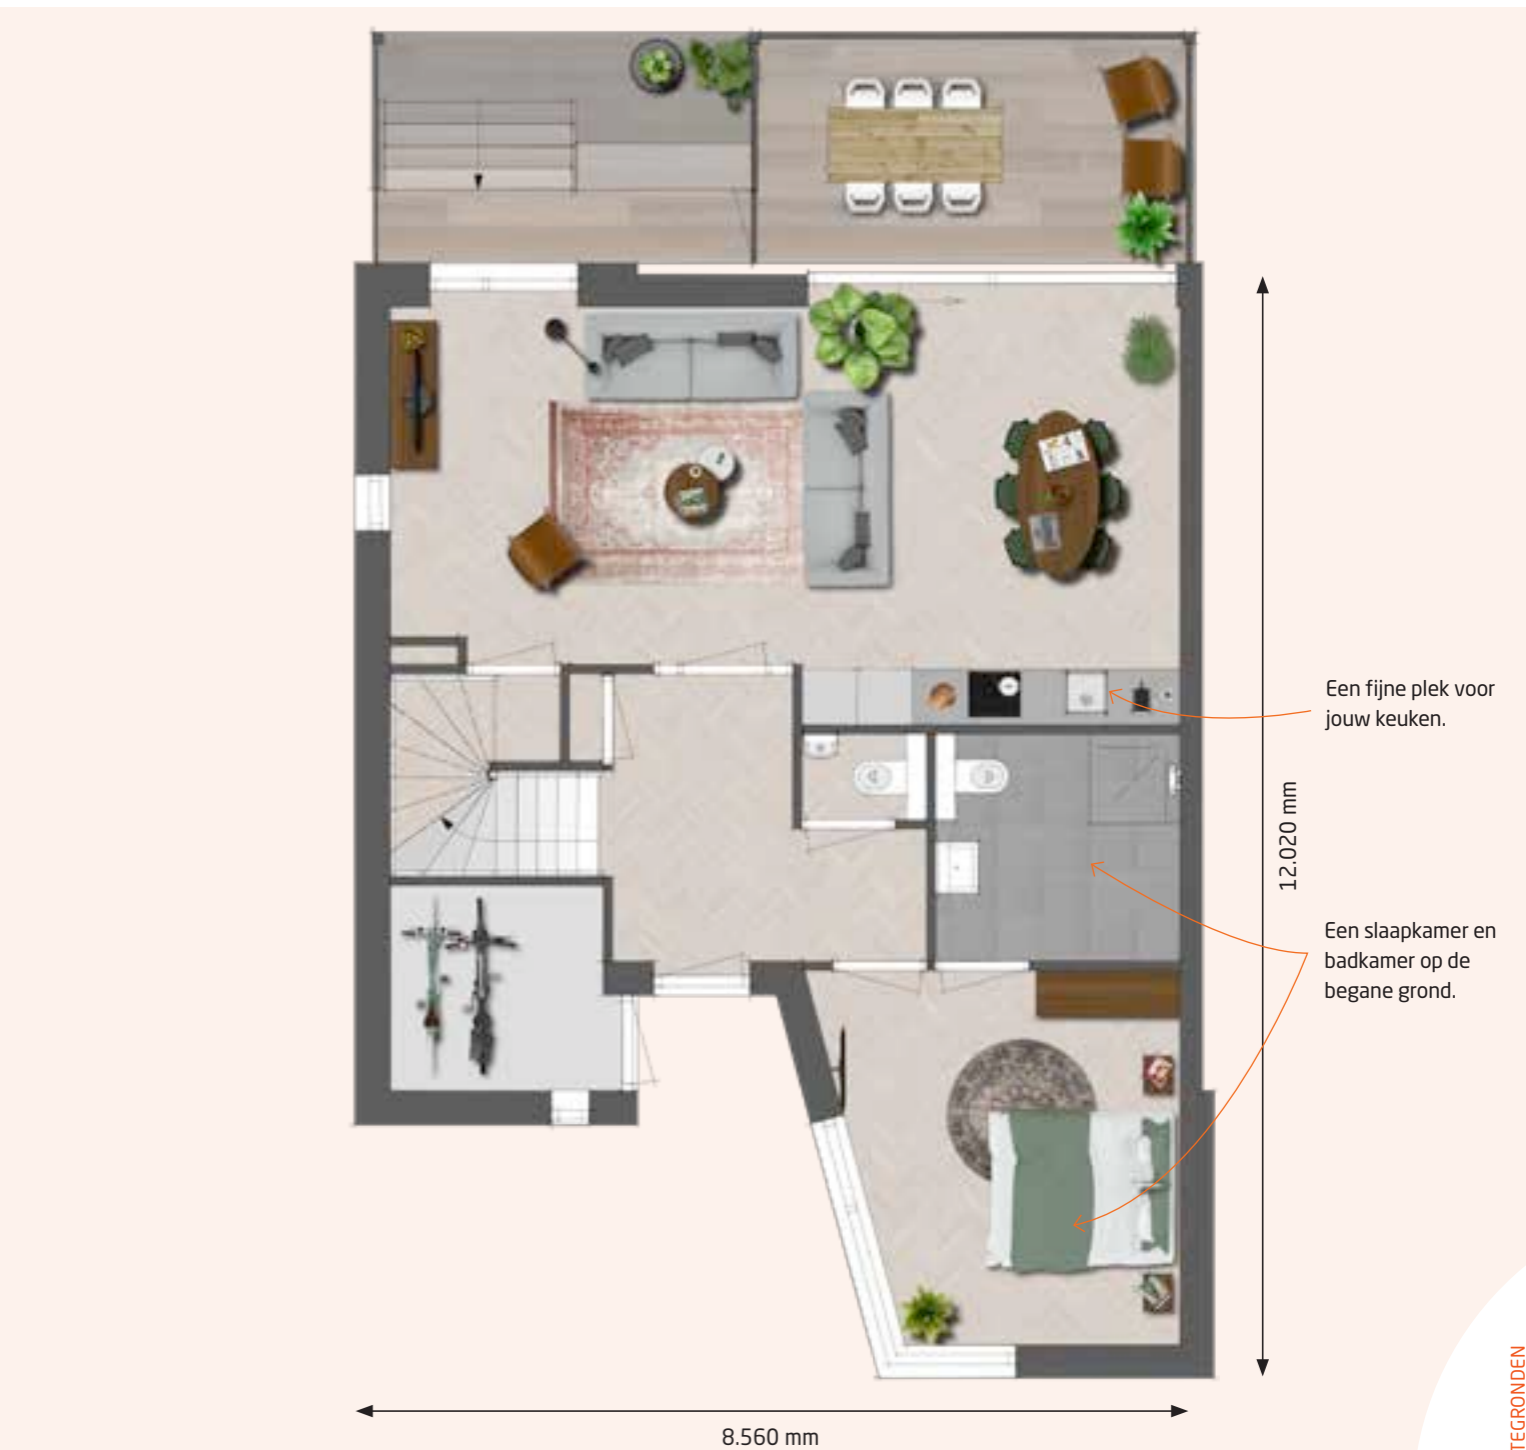 Een fijne plek voor
jouw keuken.
12.020 mm
Een slaapkamer en
badkamer op de
begane grond.
8.560 mm
TEGRONDEN